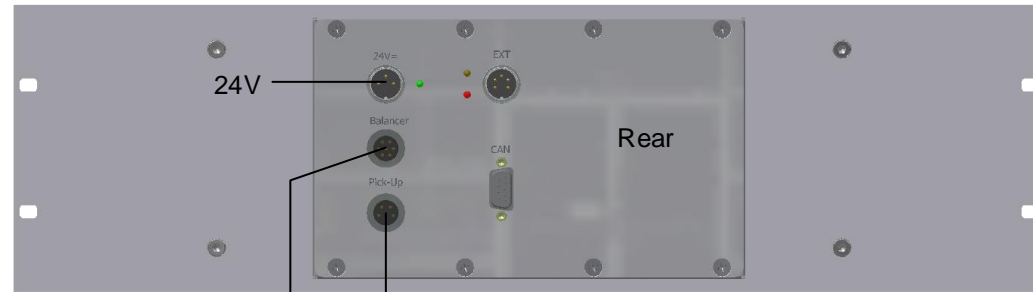 24V= EXT
24V
Balancer
Rear
CAN
Pick-Up